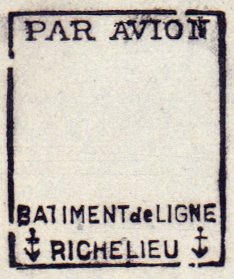 PAR AVION
BATIMENT de LIGNE
RICHELIEU